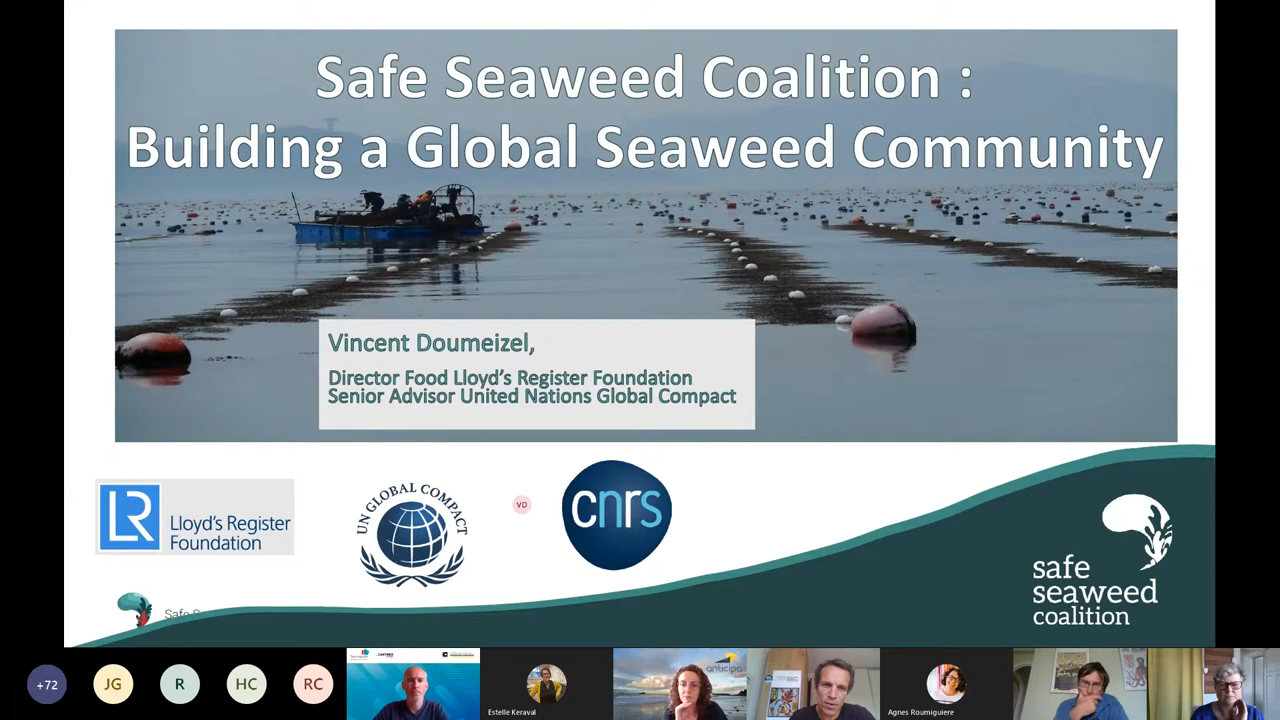 Safe Seaweed Coalition :
Building a Global Seaweed Community
Vincent Doumeizel,
Director Food Lloyd's Register Foundation
Senior Advisor United Nations Global Compact
LR
Lloyd's Register
Foundation
UN GLOBAL COMPACT
VD
cnrs
safe
seaweed
coalition
+72
JG
R
HC
RC
Estelle Keraval
anticipa
Agnes Roumiguiere